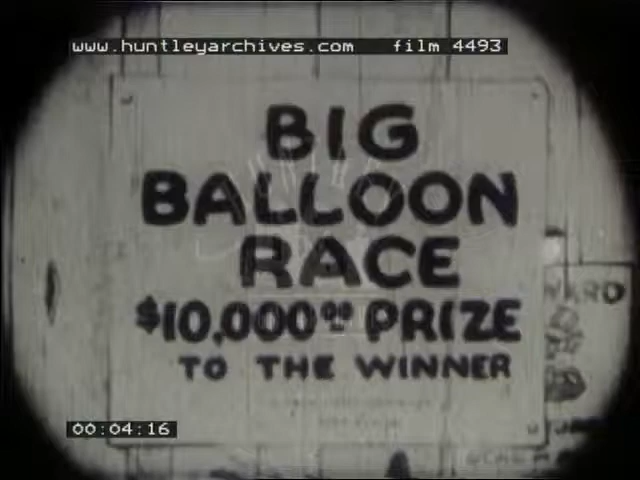 www.huntleyarchives.com film 4493
BIG
BALLOON
RACE
$10,000.00 PRIZE
TO THE WINNER
00:04:16